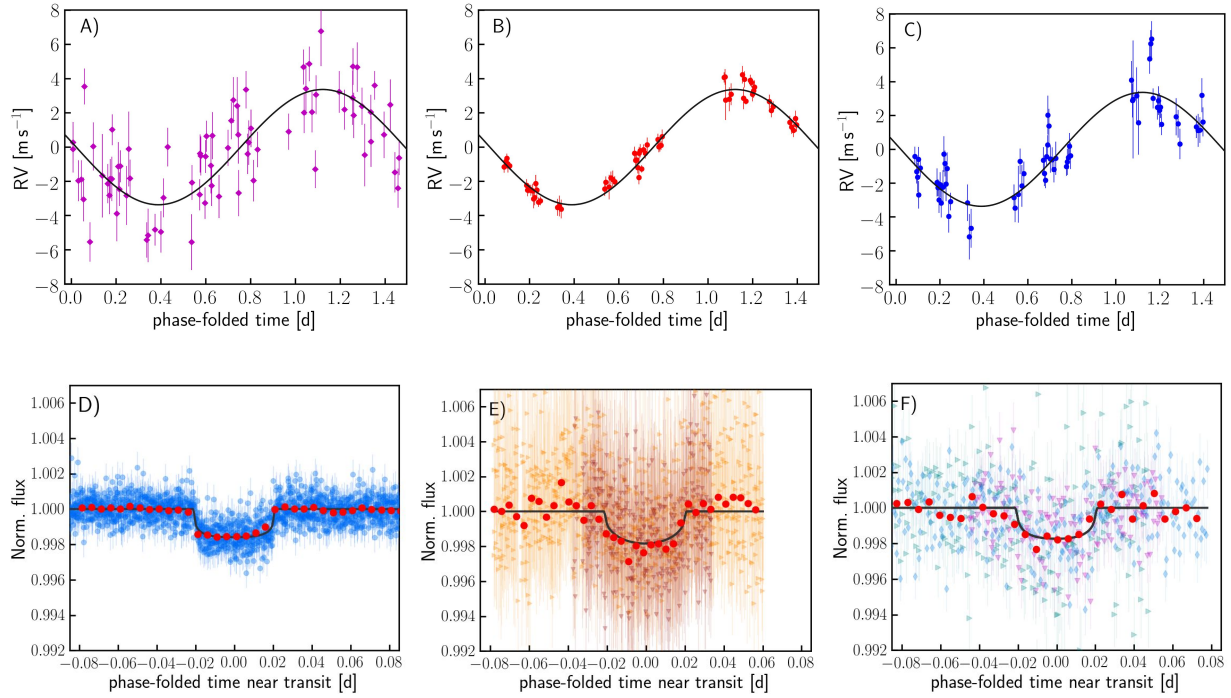 A)
RV [m s⁻¹]
8
6
4
2
0
−2
−4
−6
−8
0.0 0.2 0.4 0.6 0.8 1.0 1.2 1.4
phase-folded time [d]
B)
RV [m s⁻¹]
8
6
4
2
0
−2
−4
−6
−8
0.0 0.2 0.4 0.6 0.8 1.0 1.2 1.4
phase-folded time [d]
C)
RV [m s⁻¹]
8
6
4
2
0
−2
−4
−6
−8
0.0 0.2 0.4 0.6 0.8 1.0 1.2 1.4
phase-folded time [d]
D)
Norm. flux
1.006
1.004
1.002
1.000
0.998
0.996
0.994
0.992
−0.08−0.06−0.04−0.02 0.00 0.02 0.04 0.06 0.08
phase-folded time near transit [d]
E)
Norm. flux
1.006
1.004
1.002
1.000
0.998
0.996
0.994
0.992
−0.08−0.06−0.04−0.02 0.00 0.02 0.04 0.06 0.08
phase-folded time near transit [d]
F)
Norm. flux
1.006
1.004
1.002
1.000
0.998
0.996
0.994
0.992
−0.08−0.06−0.04−0.02 0.00 0.02 0.04 0.06 0.08
phase-folded time near transit [d]